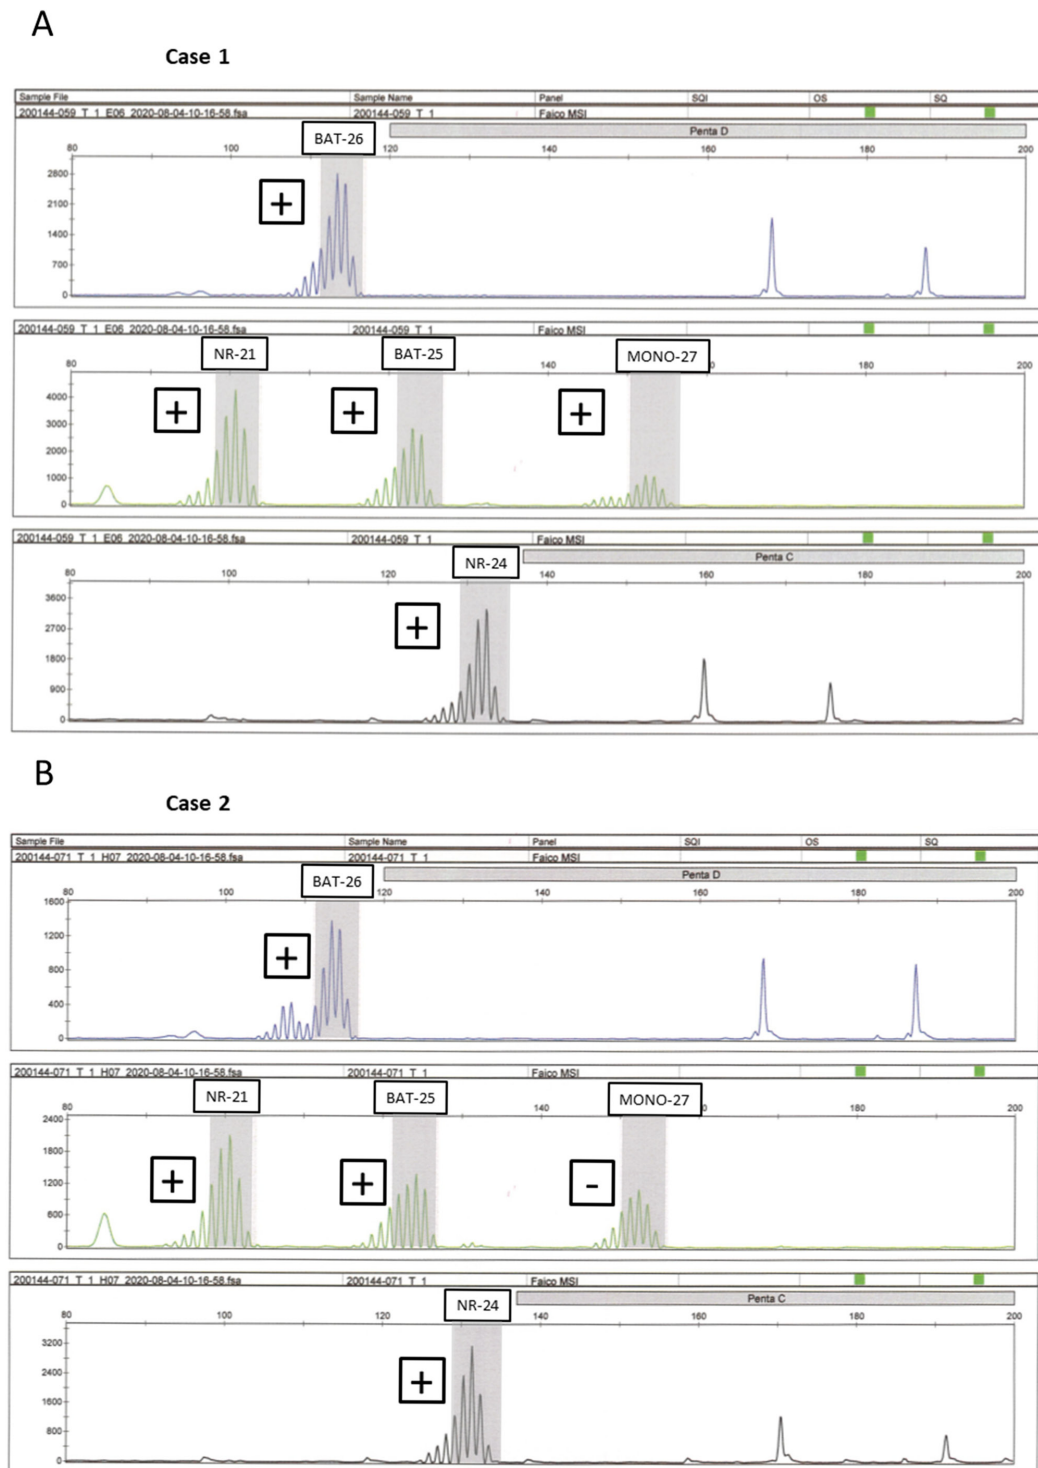 A
Case 1
Sample File Sample Name Panel SQI OS SQ
200144-059 T 1 E06 2020-08-04-10-16-58.fsa 200144-059 T 1 Faico MSI
BAT-26 Penta D
80 100 120 140 160 180 200
2800
+
2100
1400
700
0
200144-059 T 1 E06 2020-08-04-10-16-58.fsa 200144-059 T 1 Faico MSI
NR-21 BAT-25 MONO-27
80 140 60 180 200
4000
+ + +
3000
2000
1000
0
200144-059 T 1 E06 2020-08-04-10-16-58.fsa 200144-059 T 1 Faico MSI
NR-24 Penta C
80 100 120 140 160 180 200
3600
2700
+
1800
900
0
B
Case 2
Sample File Sample Name Panel SQI OS SQ
200144-071 T 1 H07 2020-08-04-10-16-58.fsa 200144-071 T 1 Faico MSI
BAT-26 Penta D
80 100 120 140 160 180 200
1600
1200
+
800
400
0
200144-071 T 1 H07 2020-08-04-10-16-58.fsa 200144-071 T 1 Faico MSI
NR-21 BAT-25 MONO-27
80 140 60 180 200
2400
1800
+ + -
1200
600
0
200144-071 T 1 H07 2020-08-04-10-16-58.fsa 200144-071 T 1 Faico MSI
NR-24 Penta C
80 100 120 140 160 180 200
3200
2400
+
1600
800
0